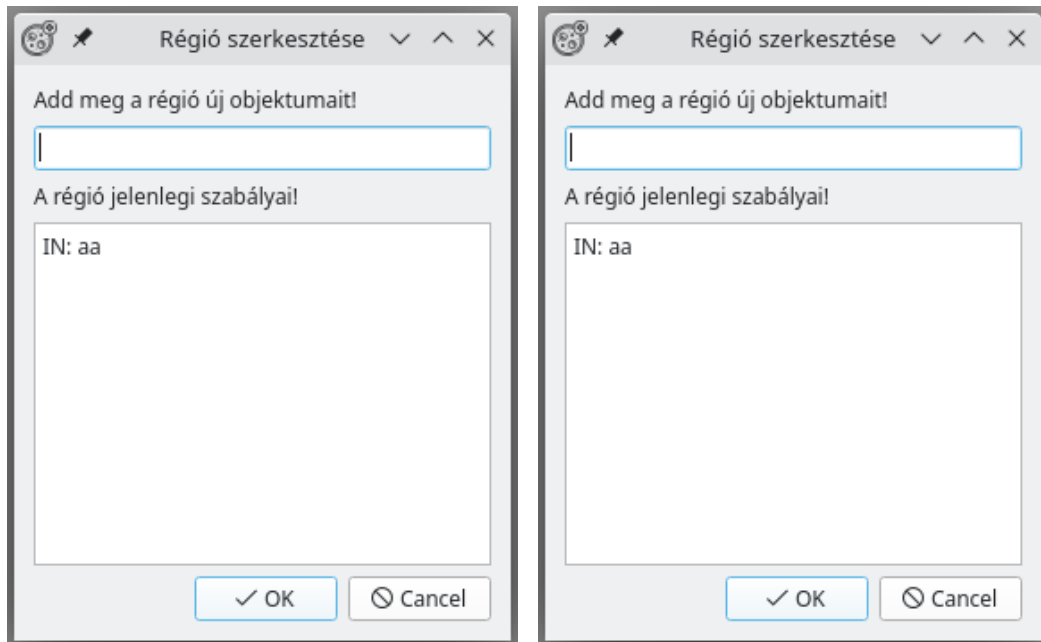 Régió szerkesztése
Add meg a régió új objektumait!
A régió jelenlegi szabályai!
IN: aa
OK
Cancel
Régió szerkesztése
Add meg a régió új objektumait!
A régió jelenlegi szabályai!
IN: aa
OK
Cancel